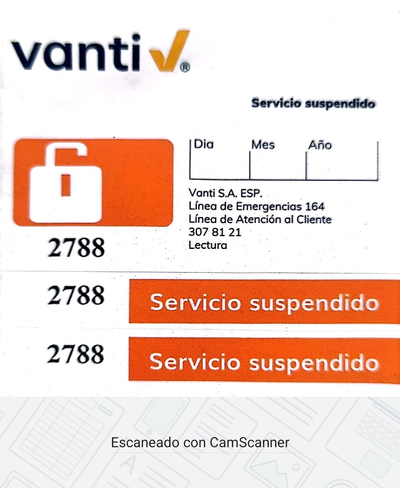 vanti ®
Servicio suspendido
Dia Mes Año
Vanti S.A. ESP.
Línea de Emergencias 164
Línea de Atención al Cliente
307 81 21
Lectura
2788
2788 Servicio suspendido
2788 Servicio suspendido
Escaneado con CamScanner